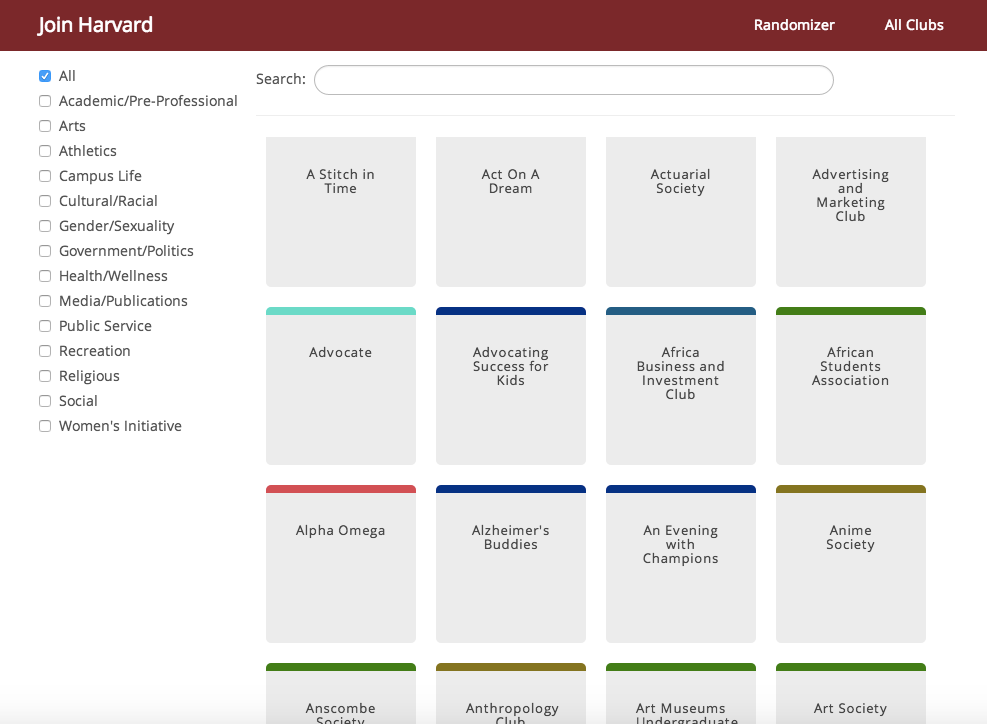 Join Harvard
Randomizer
All Clubs
All
Academic/Pre-Professional
Arts
Athletics
Campus Life
Cultural/Racial
Gender/Sexuality
Government/Politics
Health/Wellness
Media/Publications
Public Service
Recreation
Religious
Social
Women's Initiative
Search:
A Stitch in
Time
Act On A
Dream
Actuarial
Society
Advertising
and
Marketing
Club
Advocate
Advocating
Success for
Kids
Africa
Business and
Investment
Club
African
Students
Association
Alpha Omega
Alzheimer's
Buddies
An Evening
with
Champions
Anime
Society
Anscombe
Society
Anthropology
Club
Art Museums
Undergraduate
Art Society